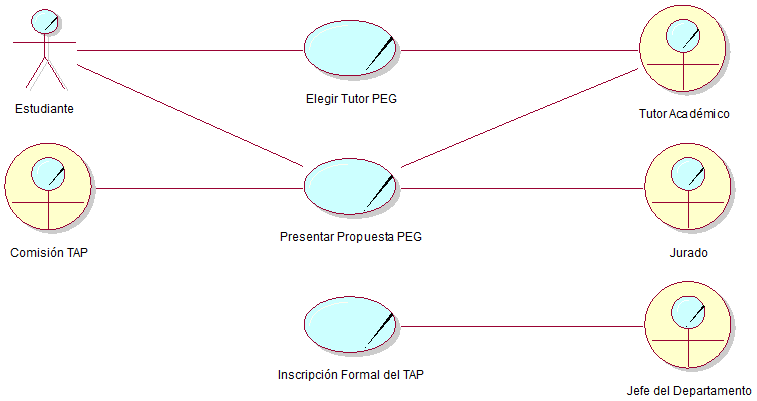 Elegir Tutor PEG
Estudiante
Tutor Académico
Presentar Propuesta PEG
Comisión TAP
Jurado
Inscripción Formal del TAP
Jefe del Departamento